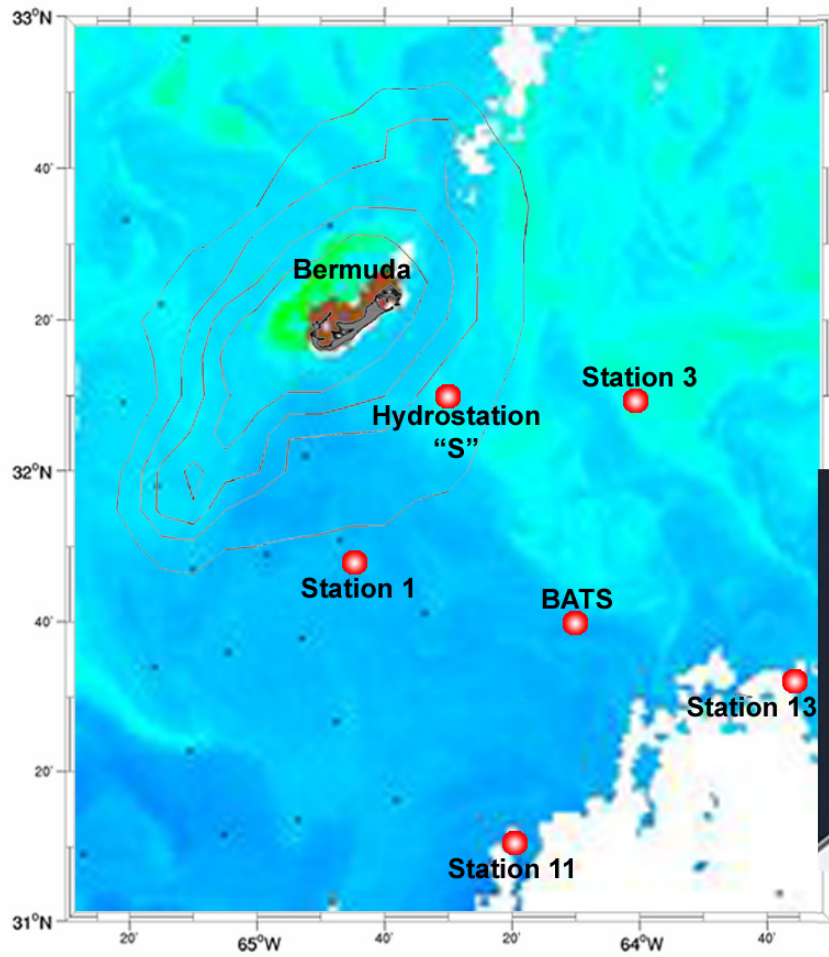 33°N
40'
Bermuda
20'
Station 3
Hydrostation
“S”
32°N
Station 1
BATS
40'
Station 13
20'
Station 11
31°N
20'
65°W
40'
20'
64°W
40'